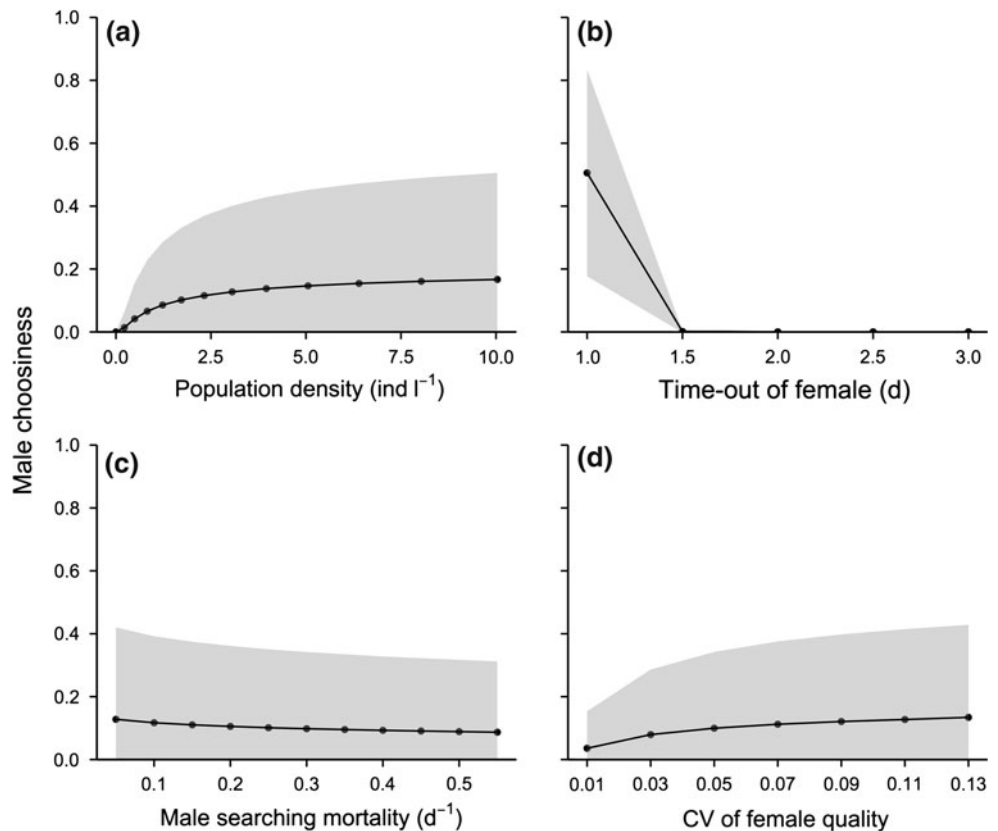 Male choosiness
(a)
1.0
0.8
0.6
0.4
0.2
0.0
0.0 2.5 5.0 7.5 10.0
Population density (ind l⁻¹)
(b)
1.0 1.5 2.0 2.5 3.0
Time-out of female (d)
(c)
1.0
0.8
0.6
0.4
0.2
0.0
0.1 0.2 0.3 0.4 0.5
Male searching mortality (d⁻¹)
(d)
0.01 0.03 0.05 0.07 0.09 0.11 0.13
CV of female quality